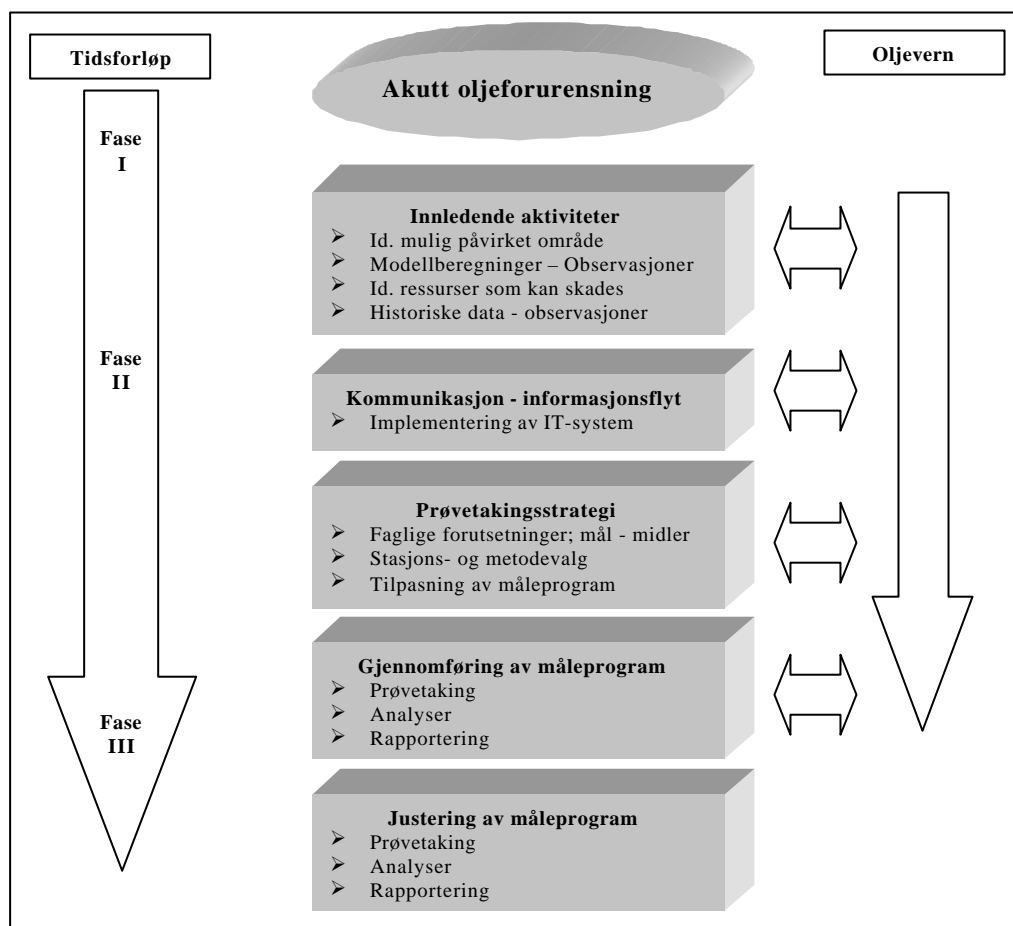 Tidsforløp
Akutt oljeforurensning
Oljevern
Fase
I
Innledende aktiviteter
➢ Id. mulig påvirket område
➢ Modellberegninger – Observasjoner
➢ Id. ressurser som kan skades
➢ Historiske data - observasjoner
Fase
II
Kommunikasjon - informasjonsflyt
➢ Implementering av IT-system
Prøvetakingsstrategi
➢ Faglige forutsetninger; mål - midler
➢ Stasjons- og metodevalg
➢ Tilpasning av måleprogram
Gjennomføring av måleprogram
➢ Prøvetaking
➢ Analyser
➢ Rapportering
Fase
III
Justering av måleprogram
➢ Prøvetaking
➢ Analyser
➢ Rapportering